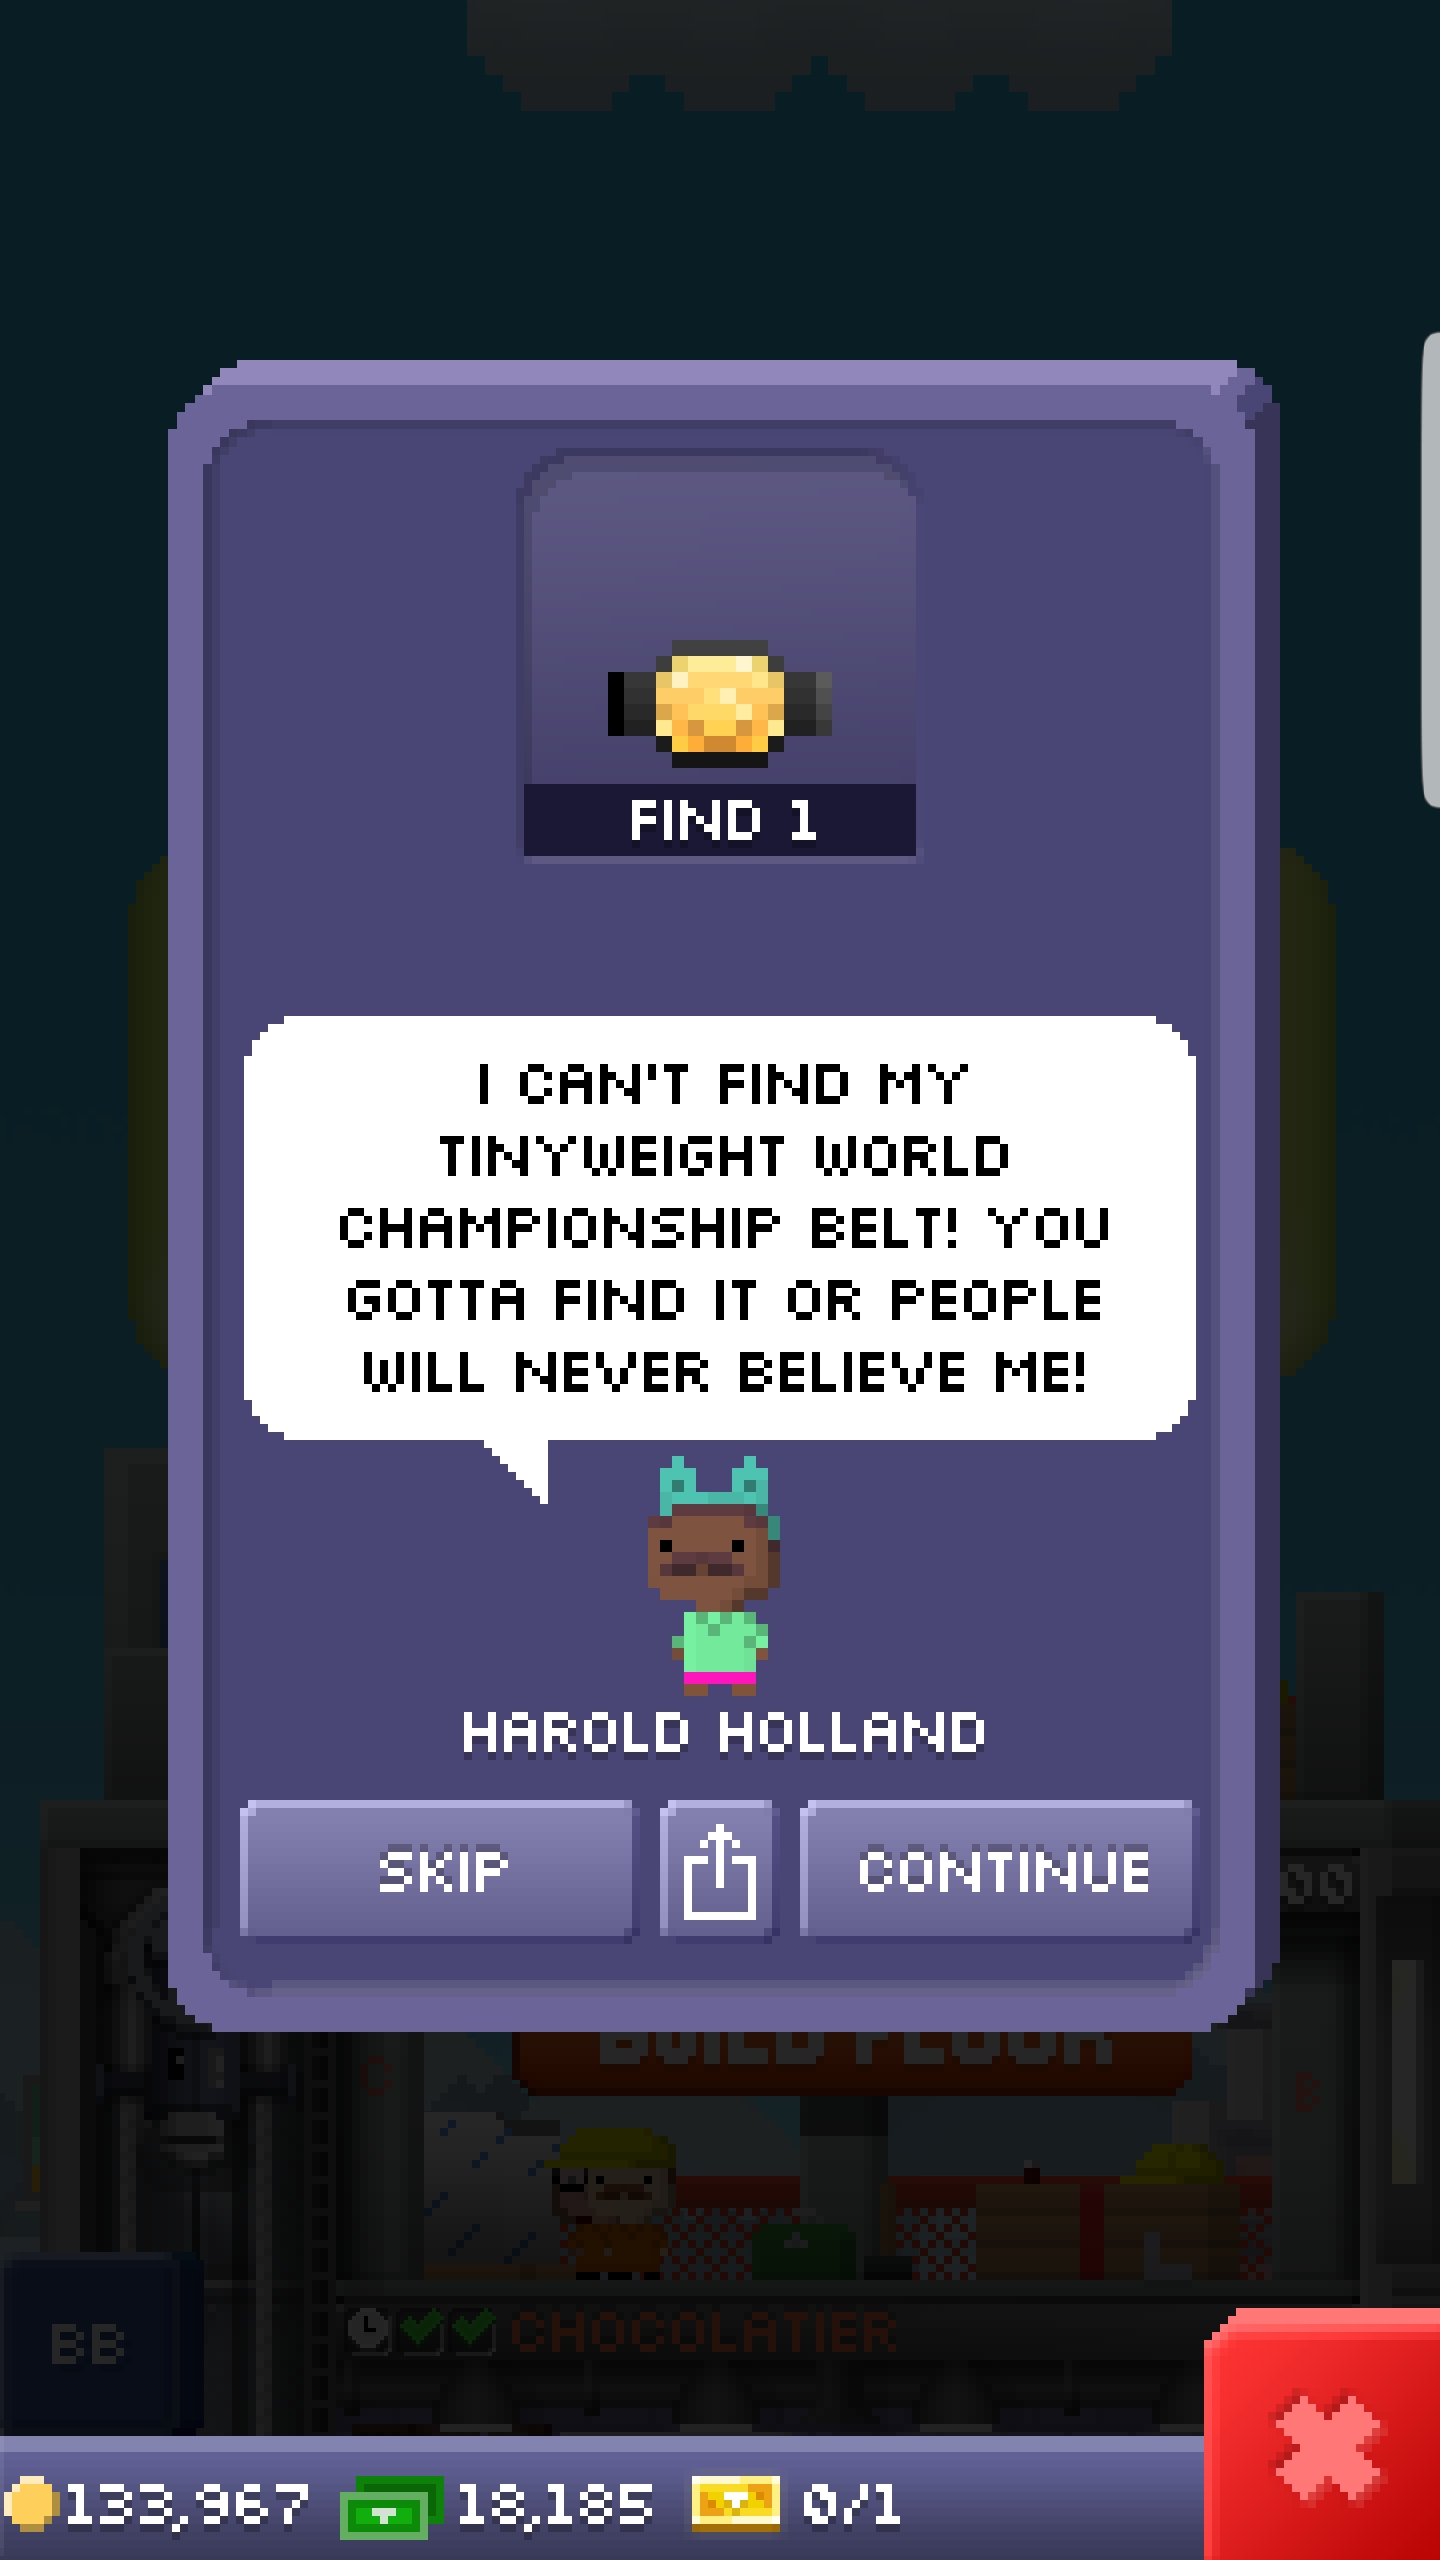 FIND 1
I CAN'T FIND MY
TINYWEIGHT WORLD
CHAMPIONSHIP BELT! YOU
GOTTA FIND IT OR PEOPLE
WILL NEVER BELIEVE ME!
HAROLD HOLLAND
SKIP
CONTINUE
00
BUILD FLOOR
C
B
CHOCOLATIER
BB
133,967
18,185
0/1